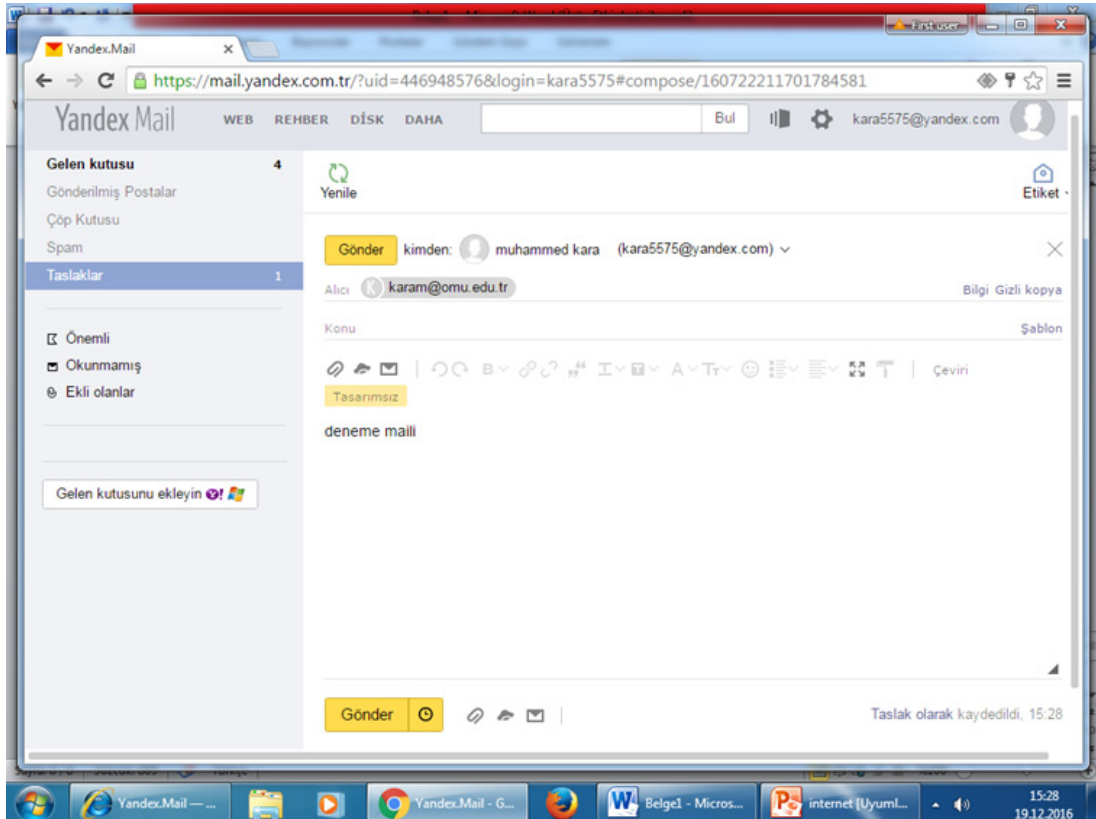 First user
Yandex.Mail
https://mail.yandex.com.tr/?uid=446948576&login=kara5575#compose/160722211701784581
Yandex Mail WEB REHBER DİSK DAHA Bul kara5575@yandex.com
Gelen kutusu 4
Gönderilmiş Postalar
Çöp Kutusu
Spam
Taslaklar 1
Önemli
Okunmamış
Ekli olanlar
Gelen kutusunu ekleyin
Yenile Etiket
Gönder kimden: muhammed kara (kara5575@yandex.com)
Alıcı K karam@omu.edu.tr Bilgi Gizli kopya
Konu Şablon
Çeviri
Tasarımsız
deneme maili
Gönder Taslak olarak kaydedildi, 15:28
Yandex.Mail — ... Yandex.Mail - G... Belge1 - Micros... internet [Uyuml... 15:28
19.12.2016